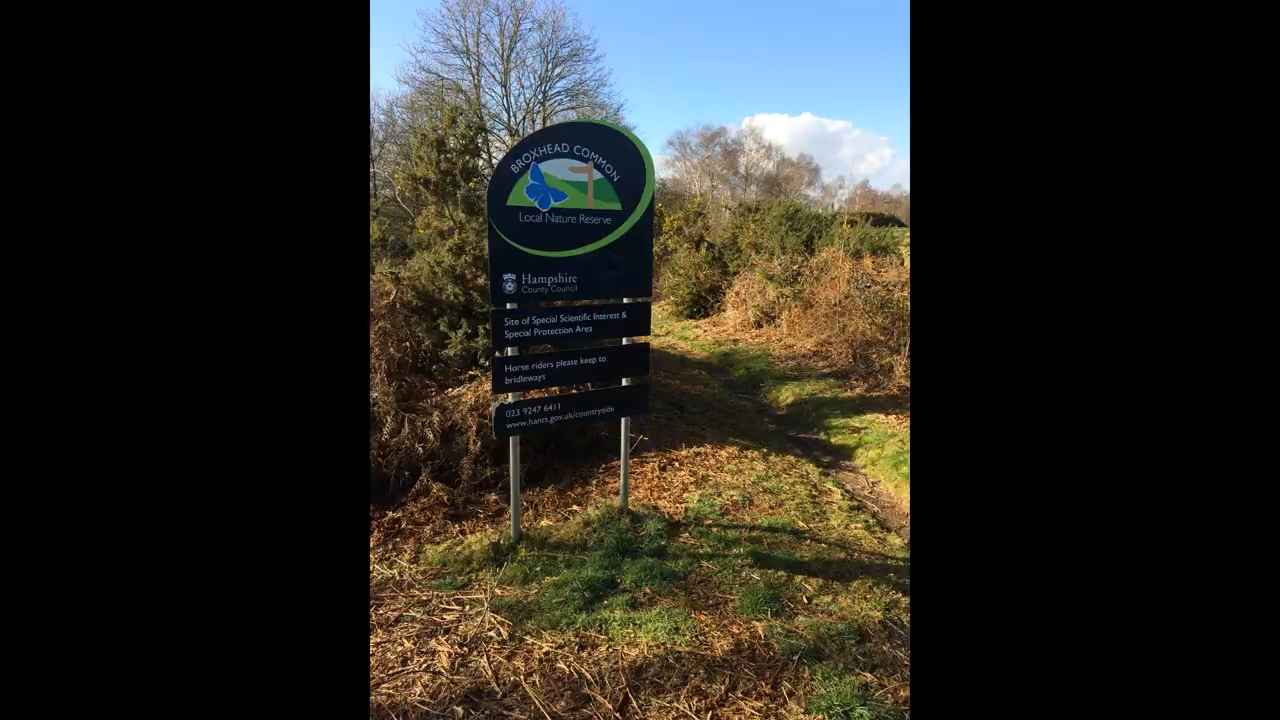 BROXHEAD COMMON
Local Nature Reserve
Hampshire
County Council
Site of Special Scientific Interest &
Special Protection Area
Horse riders please keep to
bridleways
023 9247 6411
www.hants.gov.uk/countryside